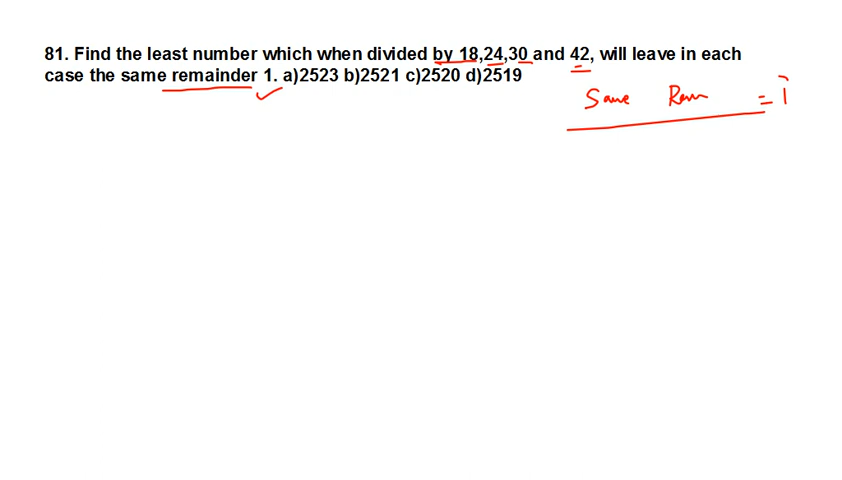 81. Find the least number which when divided by 18,24,30 and 42, will leave in each
case the same remainder 1. a)2523 b)2521 c)2520 d)2519
Same Rem = 1